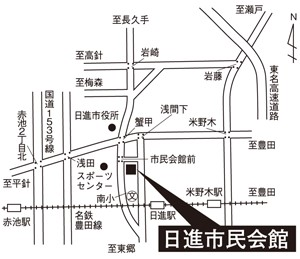 至瀬戸
至長久手
至高針
岩崎
岩藤
東名高速道路
至梅森
国道153号線
赤池2丁目北
日進市役所
浅間下
蟹甲
米野木
至豊田
浅田
市民会館前
スポーツ
センター
至平針
南小
文
米野木駅
至豊田
赤池駅
名鉄
豊田線
日進駅
至東郷
日進市民会館